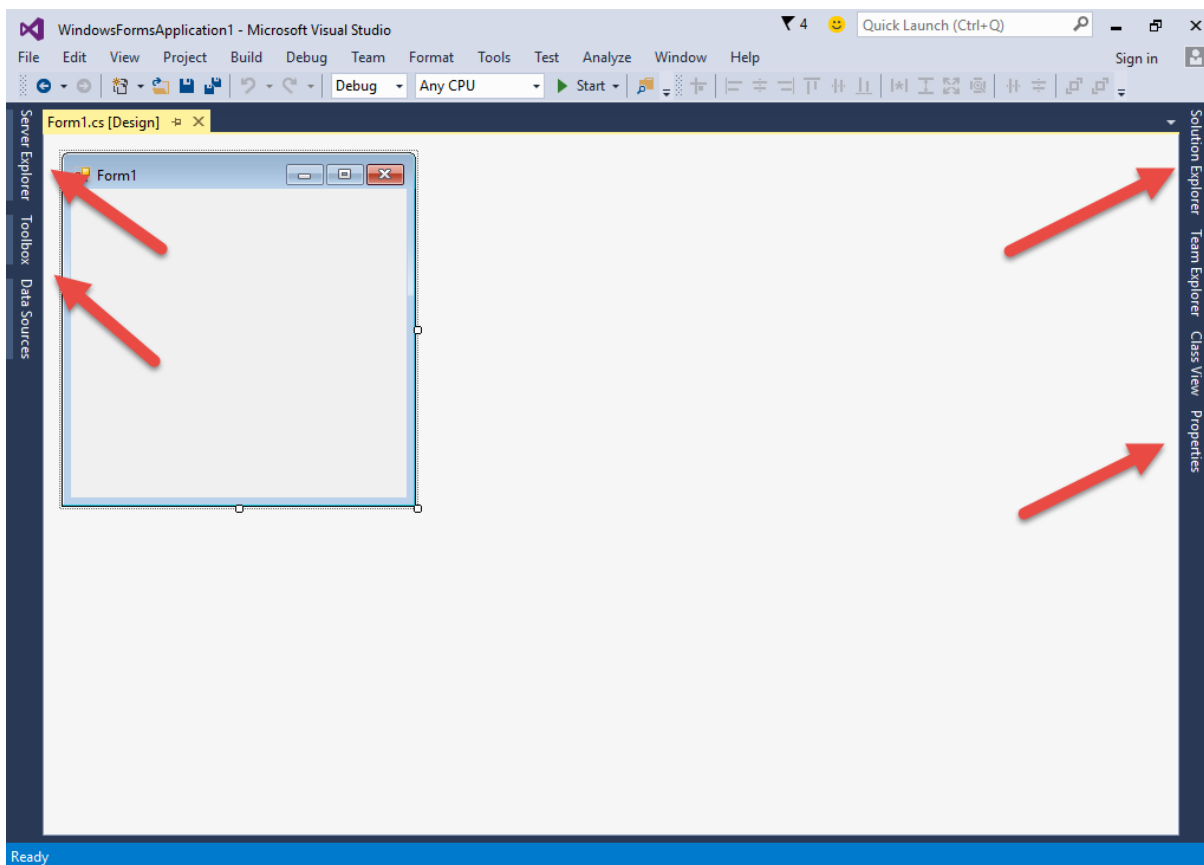 WindowsFormsApplication1 - Microsoft Visual Studio
4
Quick Launch (Ctrl+Q)
File Edit View Project Build Debug Team Format Tools Test Analyze Window Help
Sign in
Debug Any CPU Start
Server Explorer
Toolbox
Data Sources
Form1.cs [Design]
Form1
Solution Explorer
Team Explorer
Class View
Properties
Ready